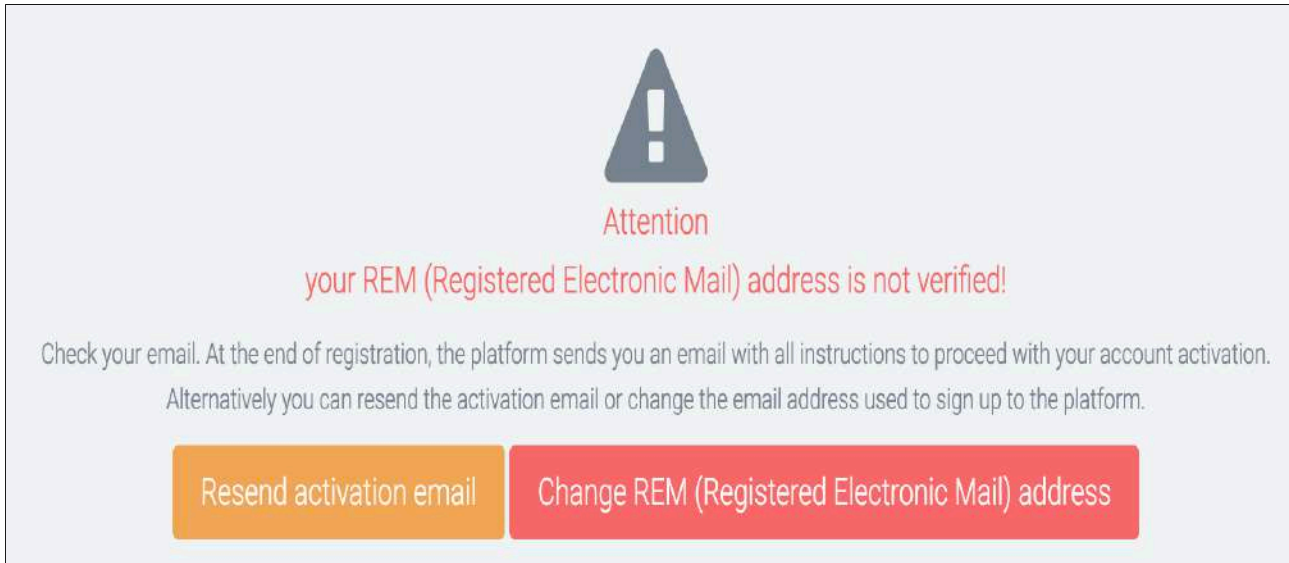 Attention
your REM (Registered Electronic Mail) address is not verified!
Check your email. At the end of registration, the platform sends you an email with all instructions to proceed with your account activation.
Alternatively you can resend the activation email or change the email address used to sign up to the platform.
Resend activation email
Change REM (Registered Electronic Mail) address